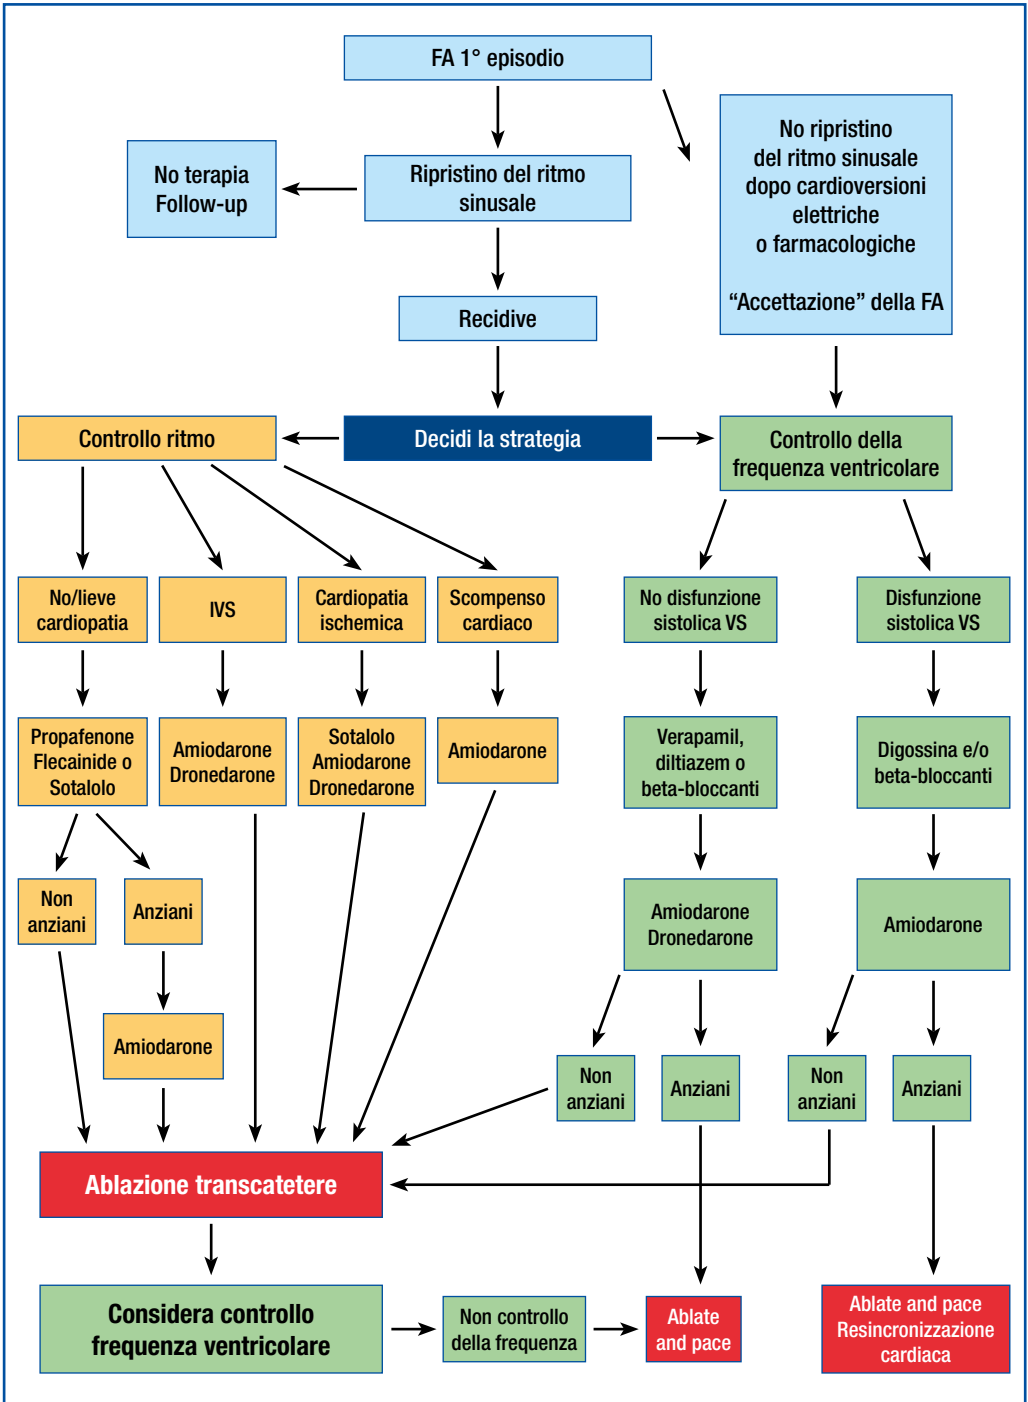 FA 1° episodio
No ripristino
del ritmo sinusale
dopo cardioversioni
elettriche
o farmacologiche
“Accettazione” della FA
No terapia
Follow-up
Ripristino del ritmo
sinusale
Recidive
Controllo ritmo
Decidi la strategia
Controllo della
frequenza ventricolare
No/lieve
cardiopatia
IVS
Cardiopatia
ischemica
Scompenso
cardiaco
No disfunzione
sistolica VS
Disfunzione
sistolica VS
Propafenone
Flecainide o
Sotalolo
Amiodarone
Dronedarone
Sotalolo
Amiodarone
Dronedarone
Amiodarone
Verapamil,
diltiazem o
beta-bloccanti
Digossina e/o
beta-bloccanti
Non
anziani
Anziani
Amiodarone
Dronedarone
Amiodarone
Amiodarone
Non
anziani
Anziani
Non
anziani
Anziani
Ablazione transcatetere
Considera controllo
frequenza ventricolare
Non controllo
della frequenza
Ablate
and pace
Ablate and pace
Resincronizzazione
cardiaca